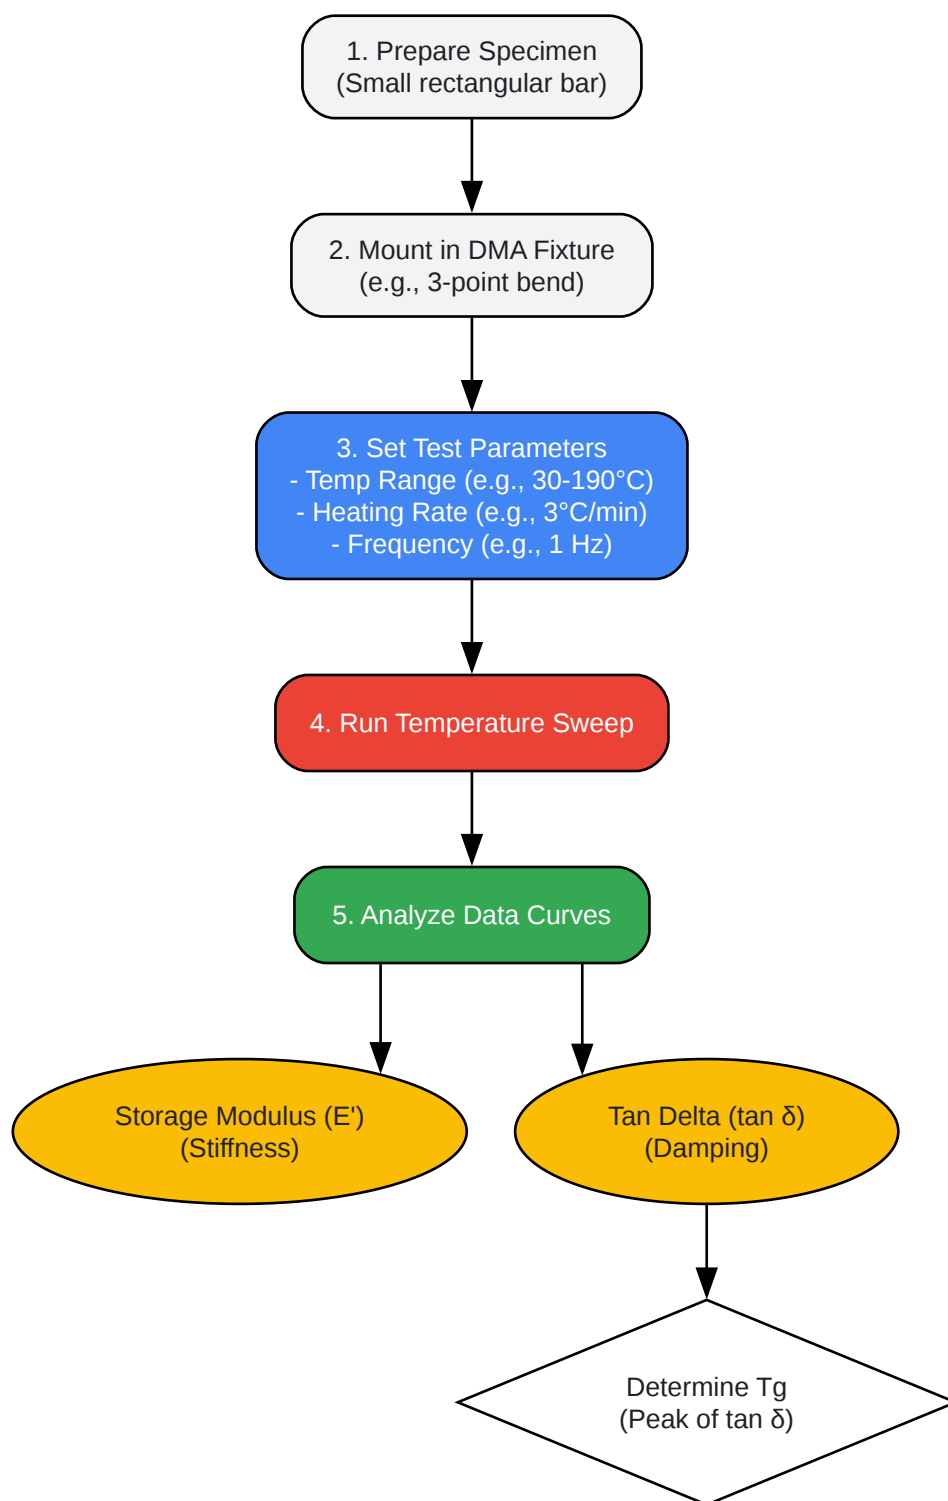 1. Prepare Specimen
(Small rectangular bar)
2. Mount in DMA Fixture
(e.g., 3-point bend)
3. Set Test Parameters
- Temp Range (e.g., 30-190°C)
- Heating Rate (e.g., 3°C/min)
- Frequency (e.g., 1 Hz)
4. Run Temperature Sweep
5. Analyze Data Curves
Storage Modulus (E')
(Stiffness)
Tan Delta (tan δ)
(Damping)
Determine Tg
(Peak of tan δ)